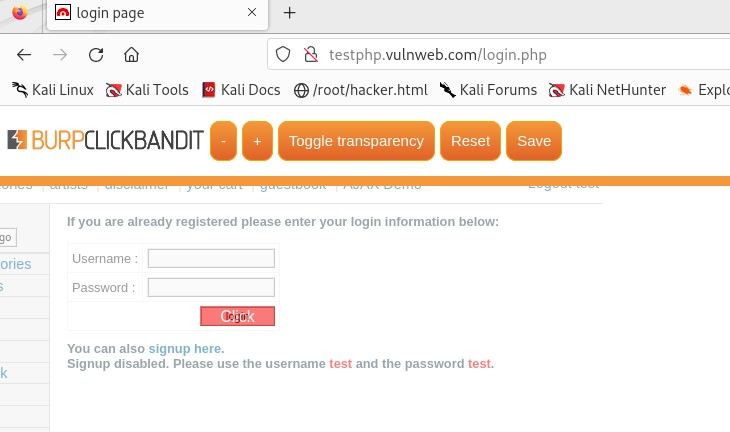 login page
testphp.vulnweb.com/login.php
Kali Linux Kali Tools Kali Docs /root/hacker.html Kali Forums Kali NetHunter Explo
BURPCLICKBANDIT - + Toggle transparency Reset Save
ories artists disclaimer your cart guestbook AJAX Demo Logout test
If you are already registered please enter your login information below:
go
ories
Username :
s
Password :
Click
login
You can also signup here.
Signup disabled. Please use the username test and the password test.
k